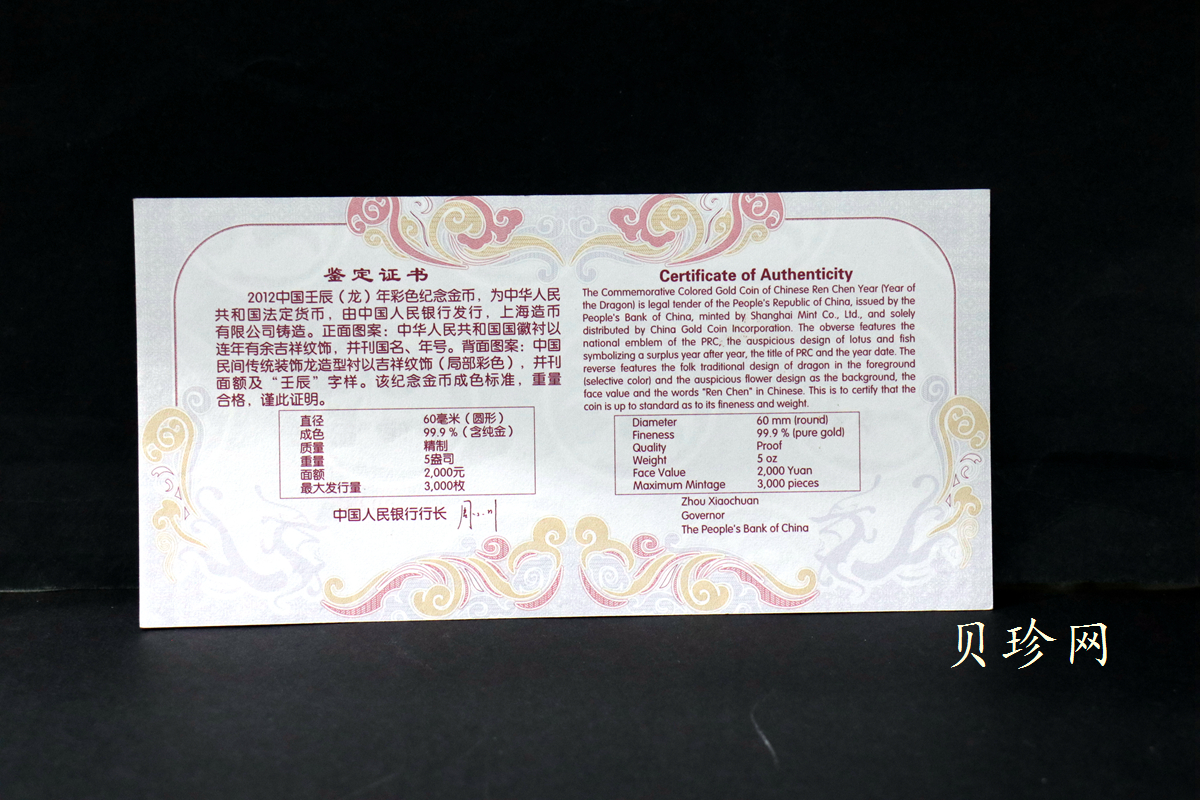 鉴定证书
2012中国壬辰（龙）年彩色纪念金币，为中华人民
共和国法定货币，由中国人民银行发行，上海造币
有限公司铸造。正面图案：中华人民共和国国徽衬以
连年有余吉祥纹饰，并刊国名、年号。背面图案：中国
民间传统装饰龙造型衬以吉祥纹饰（局部彩色），并刊
面额及“壬辰”字样。该纪念金币成色标准，重量
合格，谨此证明。
直径 60毫米（圆形）
成色 99.9％（含纯金）
质量 精制
重量 5盎司
面额 2,000元
最大发行量 3,000枚
中国人民银行行长
Certificate of Authenticity
The Commemorative Colored Gold Coin of Chinese Ren Chen Year (Year of
the Dragon) is legal tender of the People's Republic of China, issued by the
People's Bank of China, minted by Shanghai Mint Co., Ltd., and solely
distributed by China Gold Coin Incorporation. The obverse features the
national emblem of the PRC, the auspicious design of lotus and fish
symbolizing a surplus year after year, the title of PRC and the year date. The
reverse features the folk traditional design of dragon in the foreground
(selective color) and the auspicious flower design as the background, the
face value and the words "Ren Chen" in Chinese. This is to certify that the
coin is up to standard as to its fineness and weight.
Diameter 60 mm (round)
Fineness 99.9 % (pure gold)
Quality Proof
Weight 5 oz
Face Value 2,000 Yuan
Maximum Mintage 3,000 pieces
Zhou Xiaochuan
Governor
The People's Bank of China
贝珍网